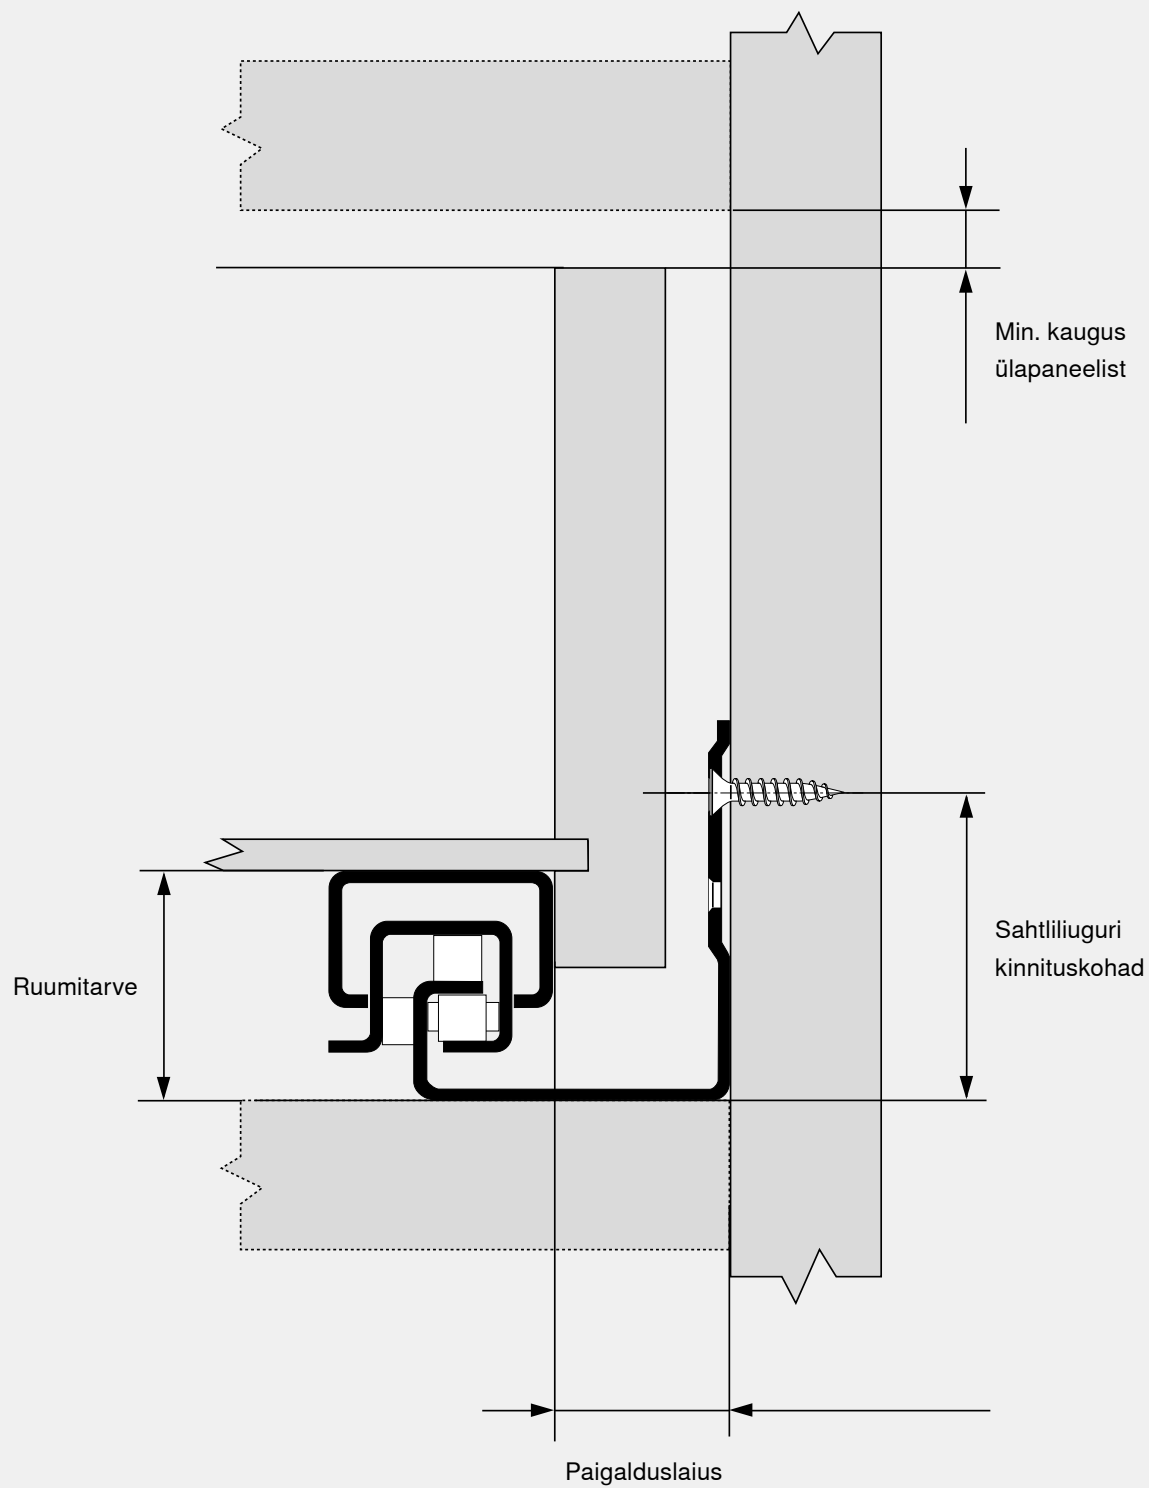 Min. kaugus
ülapaneelist
Sahtliliuguri
kinnituskohad
Ruumitarve
Paigalduslaius